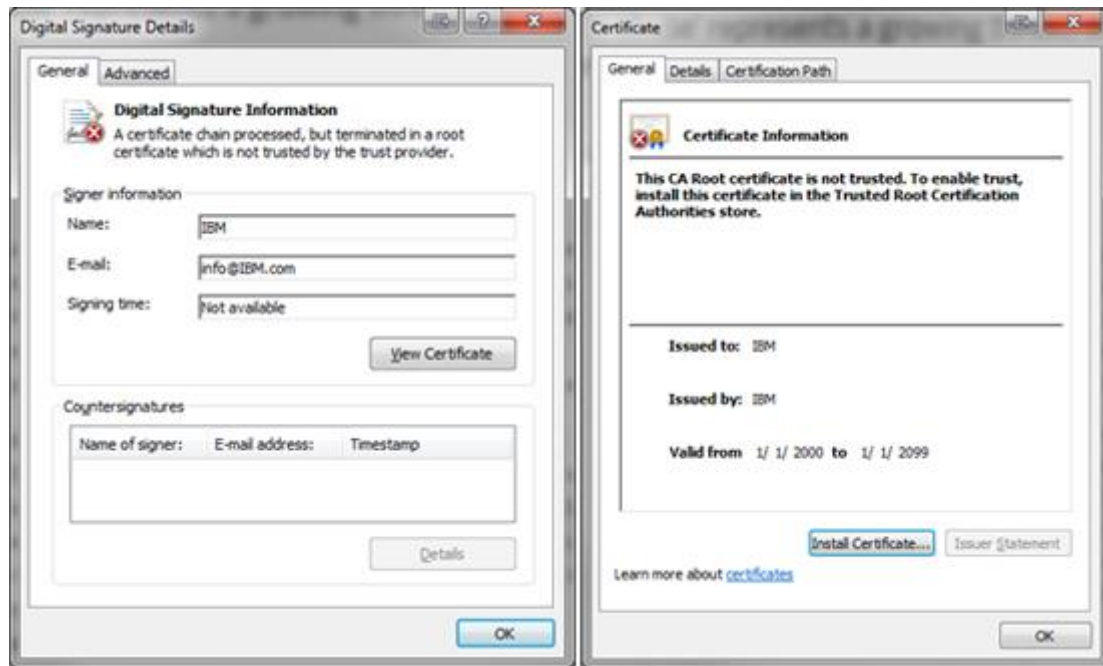 Digital Signature Details
General
Advanced
Digital Signature Information
A certificate chain processed, but terminated in a root
certificate which is not trusted by the trust provider.
Signer information
Name:
IBM
E-mail:
info@IBM.com
Signing time:
Not available
View Certificate
Countersignatures
Name of signer:
E-mail address:
Timestamp
Details
OK
represents a growing
Certificate
General
Details
Certification Path
Certificate Information
This CA Root certificate is not trusted. To enable trust,
install this certificate in the Trusted Root Certification
Authorities store.
Issued to: IBM
Issued by: IBM
Valid from 1/ 1/ 2000 to 1/ 1/ 2099
Install Certificate...
Issuer Statement
Learn more about certificates
OK